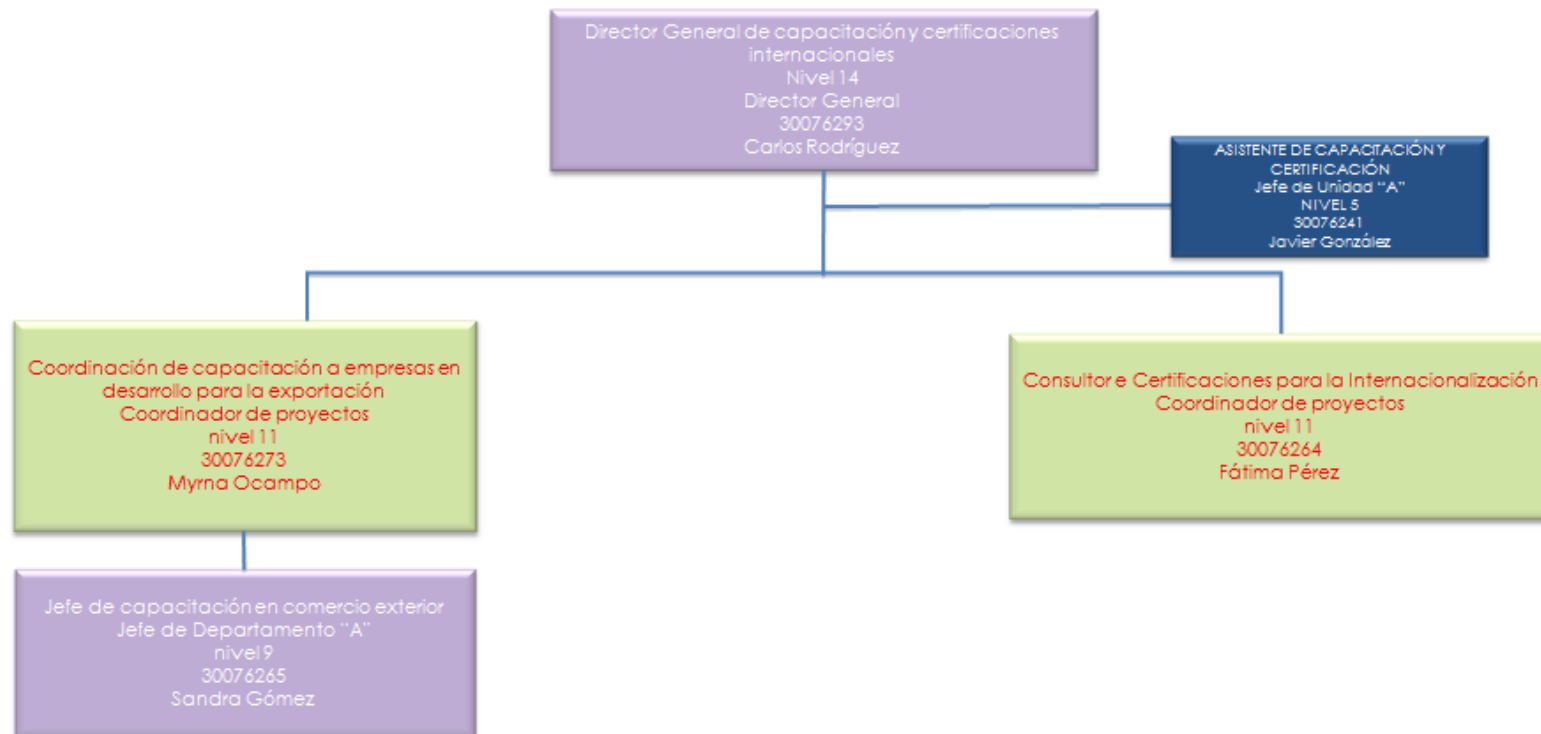 Director General de capacitación y certificaciones
internacionales
Nivel 14
Director General
30076293
Carlos Rodríguez
ASISTENTE DE CAPACITACIÓN Y
CERTIFICACIÓN
Jefe de Unidad “A”
NIVEL 5
30076241
Javier González
Coordinación de capacitación a empresas en
desarrollo para la exportación
Coordinador de proyectos
nivel 11
30076273
Myrna Ocampo
Consultor e Certificaciones para la Internacionalización
Coordinador de proyectos
nivel 11
30076264
Fátima Pérez
Jefe de capacitación en comercio exterior
Jefe de Departamento “A”
nivel 9
30076265
Sandra Gómez